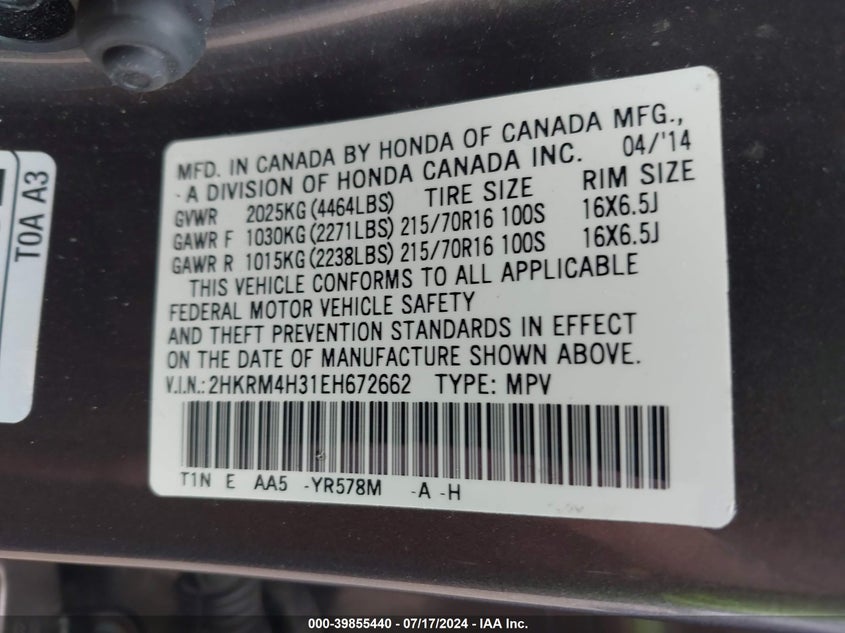 MFD. IN CANADA BY HONDA OF CANADA MFG.,
-A DIVISION OF HONDA CANADA INC. 04/'14
GVWR 2025KG(4464LBS) TIRE SIZE RIM SIZE
GAWR F 1030KG(2271LBS) 215/70R16 100S 16X6.5J
GAWR R 1015KG(2238LBS) 215/70R16 100S 16X6.5J
THIS VEHICLE CONFORMS TO ALL APPLICABLE
FEDERAL MOTOR VEHICLE SAFETY
AND THEFT PREVENTION STANDARDS IN EFFECT
ON THE DATE OF MANUFACTURE SHOWN ABOVE.
V.I.N.:2HKRM4H31EH672662 TYPE: MPV
T1N E AA5 -YR578M -A -H
T0A A3
000-39855440 - 07/17/2024 - IAA Inc.